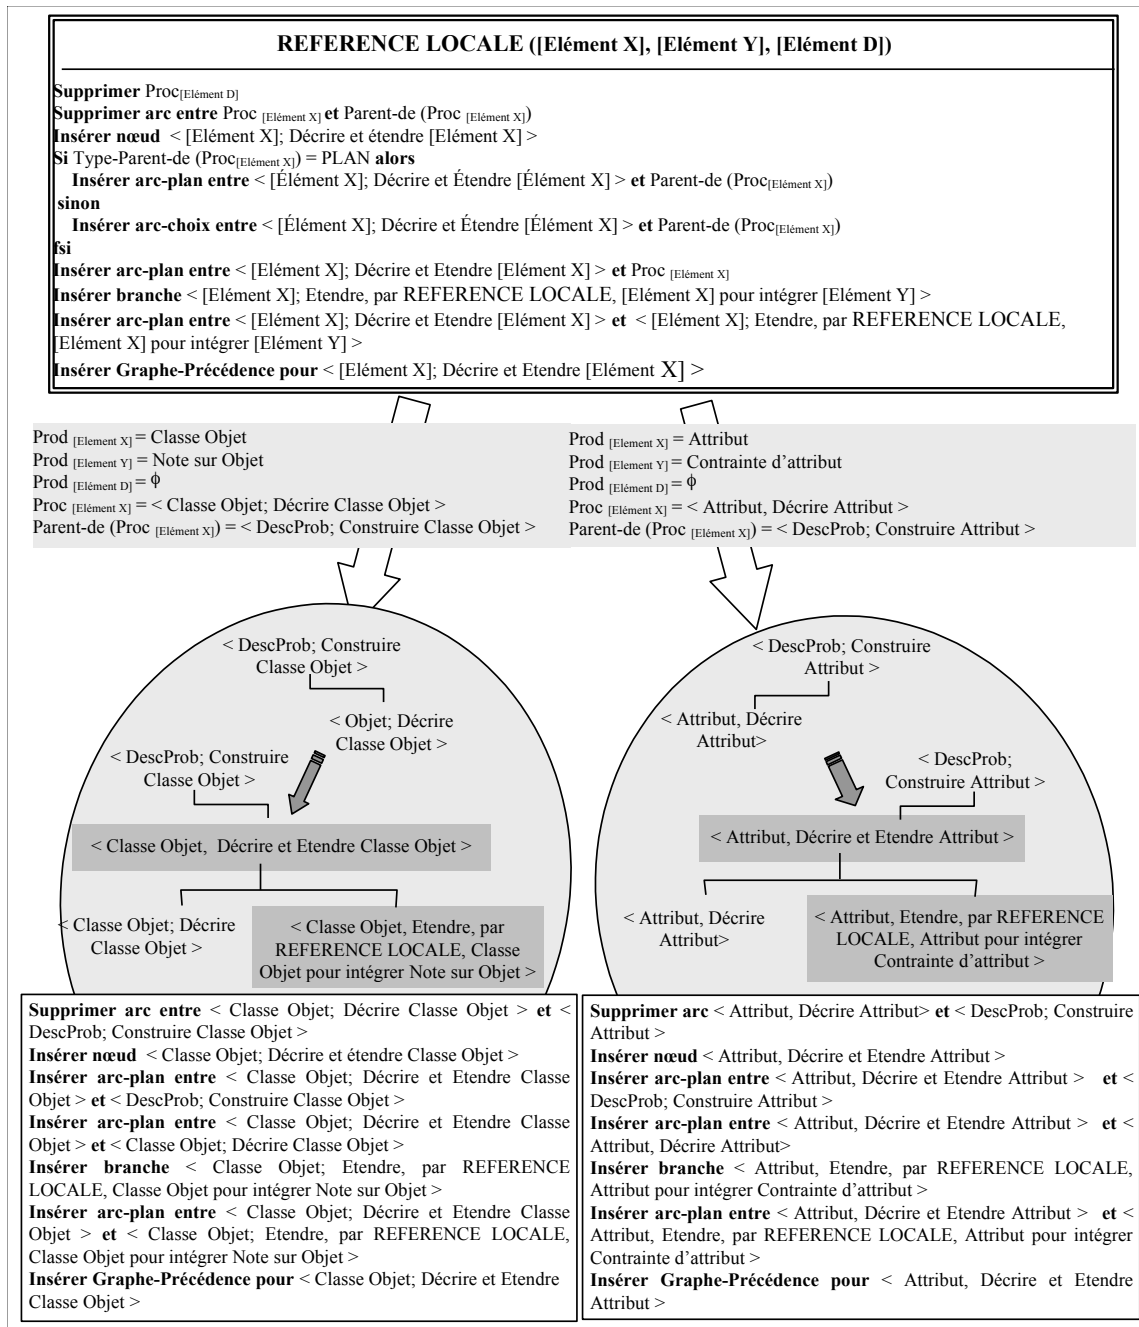 REFERENCE LOCALE ([Elément X], [Elément Y], [Elément D])
Supprimer Proc[Elément D]
Supprimer arc entre Proc [Elément X] et Parent-de (Proc [Elément X])
Insérer nœud < [Elément X]; Décrire et étendre [Elément X] >
Si Type-Parent-de (Proc[Elément X]) = PLAN alors
Insérer arc-plan entre < [Élément X]; Décrire et Étendre [Élément X] > et Parent-de (Proc[Elément X])
sinon
Insérer arc-choix entre < [Élément X]; Décrire et Étendre [Élément X] > et Parent-de (Proc[Elément X])
fsi
Insérer arc-plan entre < [Elément X]; Décrire et Etendre [Elément X] > et Proc [Elément X]
Insérer branche < [Elément X]; Etendre, par REFERENCE LOCALE, [Elément X] pour intégrer [Elément Y] >
Insérer arc-plan entre < [Elément X]; Décrire et Etendre [Elément X] > et < [Elément X]; Etendre, par REFERENCE LOCALE,
[Elément X] pour intégrer [Elément Y] >
Insérer Graphe-Précédence pour < [Elément X]; Décrire et Etendre [Elément X] >
Prod [Element X] = Classe Objet
Prod [Element Y] = Note sur Objet
Prod [Elément D] = ϕ
Proc [Elément X] = < Classe Objet; Décrire Classe Objet >
Parent-de (Proc [Elément X]) = < DescProb; Construire Classe Objet >
Prod [Element X] = Attribut
Prod [Element Y] = Contrainte d'attribut
Prod [Elément D] = ϕ
Proc [Elément X] = < Attribut, Décrire Attribut >
Parent-de (Proc [Elément X]) = < DescProb; Construire Attribut >
< DescProb; Construire
Classe Objet >
< Objet; Décrire
Classe Objet >
< DescProb; Construire
Classe Objet >
< Classe Objet, Décrire et Etendre Classe Objet >
< Classe Objet; Décrire
Classe Objet >
< Classe Objet, Etendre, par
REFERENCE LOCALE, Classe
Objet pour intégrer Note sur Objet >
< DescProb; Construire
Attribut >
< Attribut, Décrire
Attribut>
< DescProb;
Construire Attribut >
< Attribut, Décrire et Etendre Attribut >
< Attribut, Décrire
Attribut>
< Attribut, Etendre, par REFERENCE
LOCALE, Attribut pour intégrer
Contrainte d'attribut >
Supprimer arc entre < Classe Objet; Décrire Classe Objet > et <
DescProb; Construire Classe Objet >
Insérer nœud < Classe Objet; Décrire et étendre Classe Objet >
Insérer arc-plan entre < Classe Objet; Décrire et Etendre Classe
Objet > et < DescProb; Construire Classe Objet >
Insérer arc-plan entre < Classe Objet; Décrire et Etendre Classe
Objet > et < Classe Objet; Décrire Classe Objet >
Insérer branche < Classe Objet; Etendre, par REFERENCE
LOCALE, Classe Objet pour intégrer Note sur Objet >
Insérer arc-plan entre < Classe Objet; Décrire et Etendre Classe
Objet > et < Classe Objet; Etendre, par REFERENCE LOCALE,
Classe Objet pour intégrer Note sur Objet >
Insérer Graphe-Précédence pour < Classe Objet; Décrire et Etendre
Classe Objet >
Supprimer arc < Attribut, Décrire Attribut> et < DescProb; Construire
Attribut >
Insérer nœud < Attribut, Décrire et Etendre Attribut >
Insérer arc-plan entre < Attribut, Décrire et Etendre Attribut > et <
DescProb; Construire Attribut >
Insérer arc-plan entre < Attribut, Décrire et Etendre Attribut > et <
Attribut, Décrire Attribut>
Insérer branche < Attribut, Etendre, par REFERENCE LOCALE,
Attribut pour intégrer Contrainte d'attribut >
Insérer arc-plan entre < Attribut, Décrire et Etendre Attribut > et <
Attribut, Etendre, par REFERENCE LOCALE, Attribut pour intégrer
Contrainte d'attribut >
Insérer Graphe-Précédence pour < Attribut, Décrire et Etendre
Attribut >